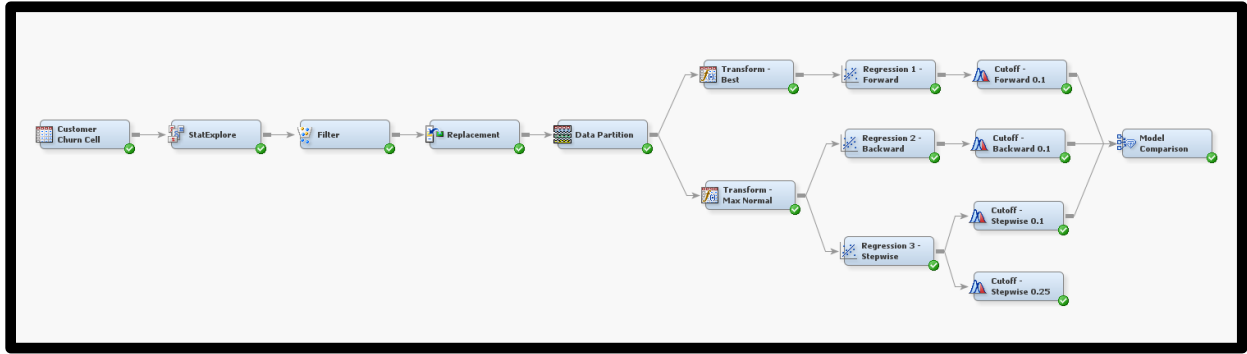 Customer
Churn Cell
StatExplore
Filter
Replacement
Data Partition
Transform -
Best
Regression 1 -
Forward
Cutoff -
Forward 0.1
Transform -
Max Normal
Regression 2 -
Backward
Cutoff -
Backward 0.1
Regression 3 -
Stepwise
Cutoff -
Stepwise 0.1
Cutoff -
Stepwise 0.25
Model
Comparison